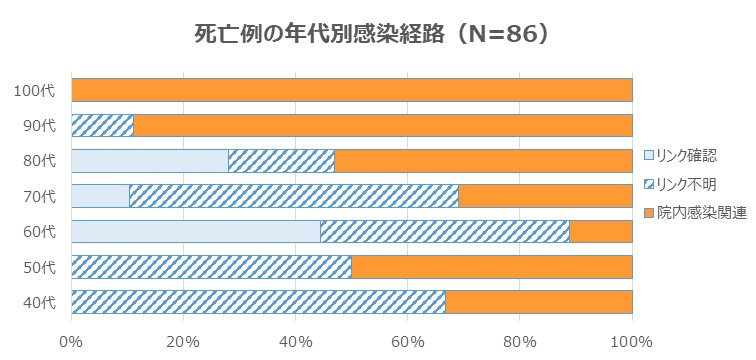 死亡例の年代別感染経路（N=86）
100代
90代
80代
70代
60代
50代
40代
0%
20%
40%
60%
80%
100%
リンク確認
リンク不明
院内感染関連